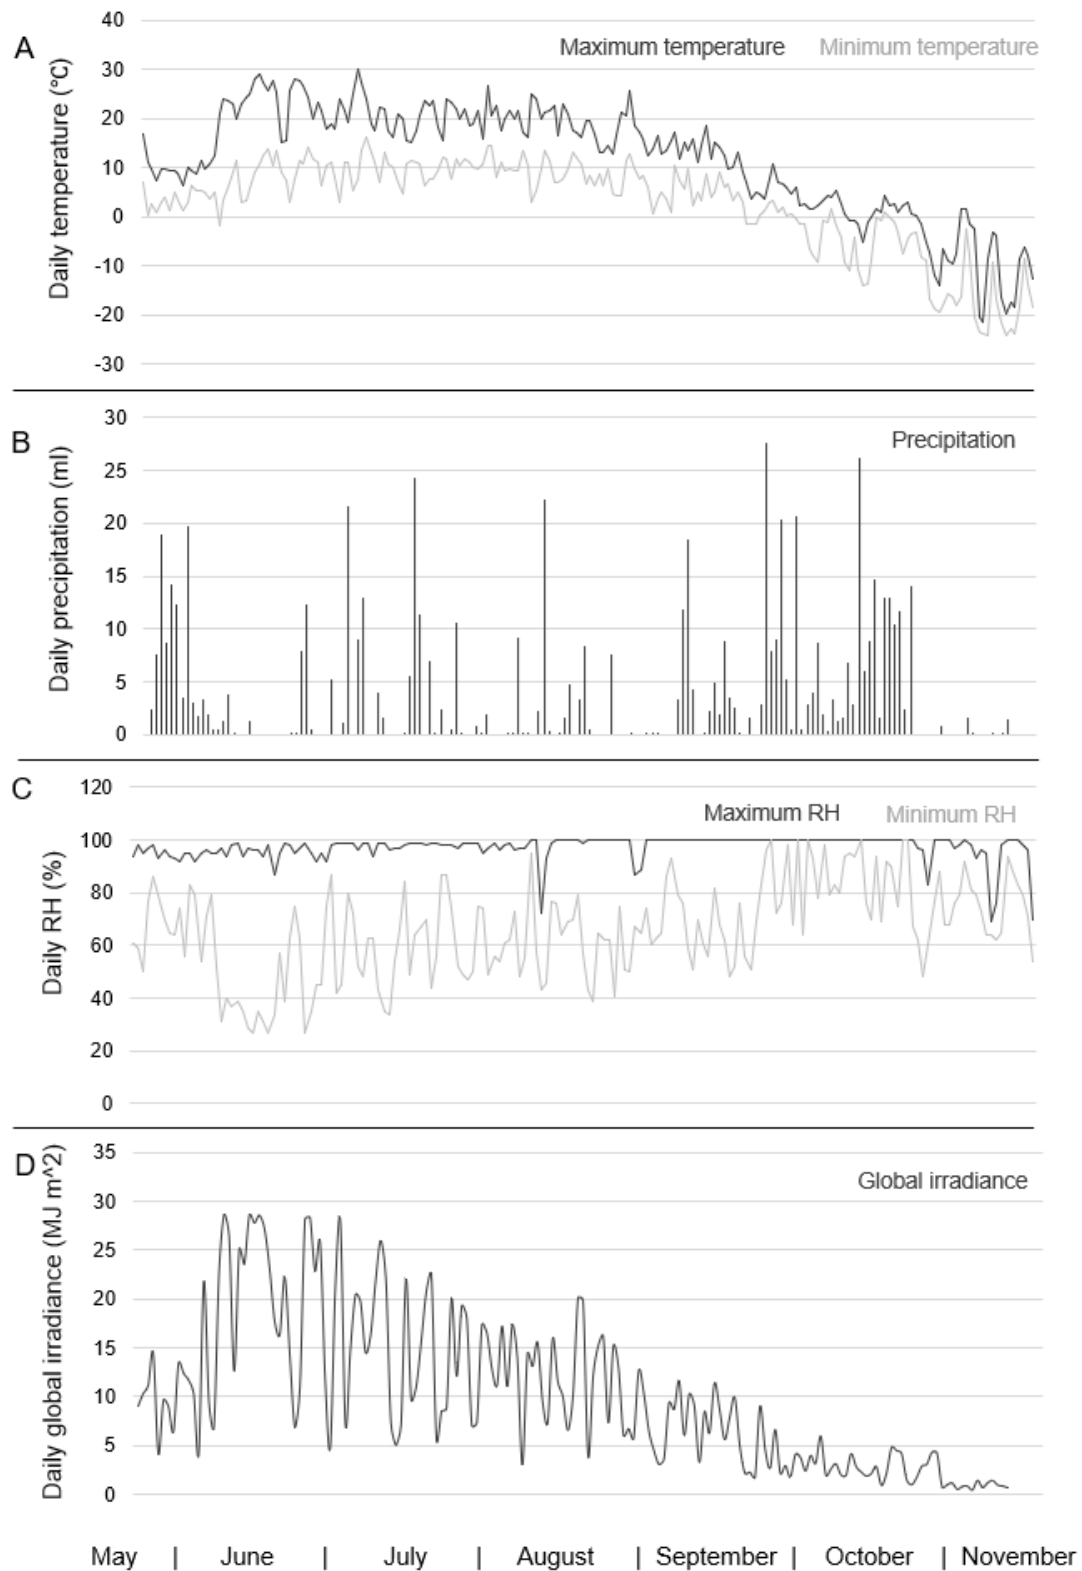 A
Daily temperature (°C)
Maximum temperature Minimum temperature
40
30
20
10
0
-10
-20
-30
B
Daily precipitation (ml)
Precipitation
30
25
20
15
10
5
0
C
Daily RH (%)
Maximum RH Minimum RH
120
100
80
60
40
20
0
D
Daily global irradiance (MJ m^2)
Global irradiance
35
30
25
20
15
10
5
0
May | June | July | August | September | October | November